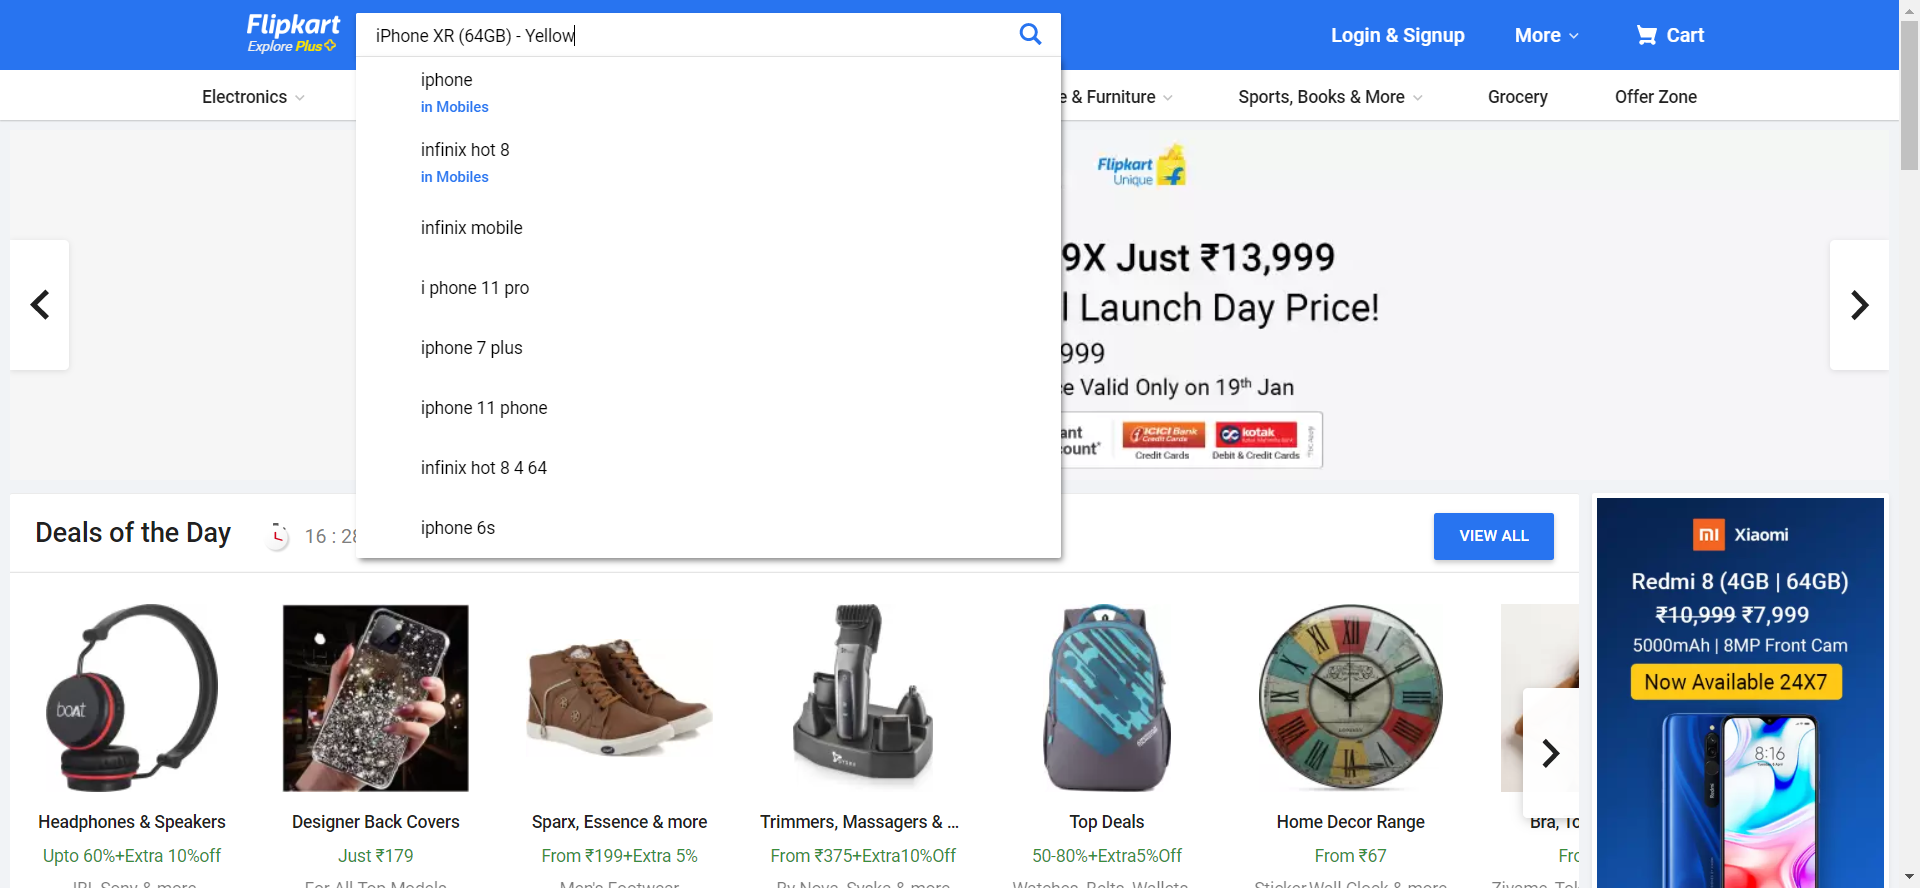 Flipkart
Explore Plus
iPhone XR (64GB) - Yellow
Login & Signup
More
Cart
Electronics
& Furniture
Sports, Books & More
Grocery
Offer Zone
iphone
in Mobiles
infinix hot 8
in Mobiles
infinix mobile
i phone 11 pro
iphone 7 plus
iphone 11 phone
infinix hot 8 4 64
iphone 6s
Flipkart
Unique
9X Just ₹13,999
Launch Day Price!
999
Valid Only on 19th Jan
ICICI Bank
Credit Cards
Credit Cards
kotak
Debit & Credit Cards
Deals of the Day
16 : 28
VIEW ALL
boAt
Headphones & Speakers
Upto 60%+Extra 10%off
JBL, Sony & more
Designer Back Covers
Just ₹179
For All Top Models
Sparx, Essence & more
From ₹199+Extra 5%
Men's Footwear
Trimmers, Massagers & ...
From ₹375+Extra10%Off
By Nova, Syska & more
Top Deals
50-80%+Extra5%Off
Watches, Belts, Wallets
Home Decor Range
From ₹67
Sticker,Wall Clock & more
Bra,
mi Xiaomi
Redmi 8 (4GB | 64GB)
₹10,999 ₹7,999
5000mAh | 8MP Front Cam
Now Available 24X7
8:16
Redmi